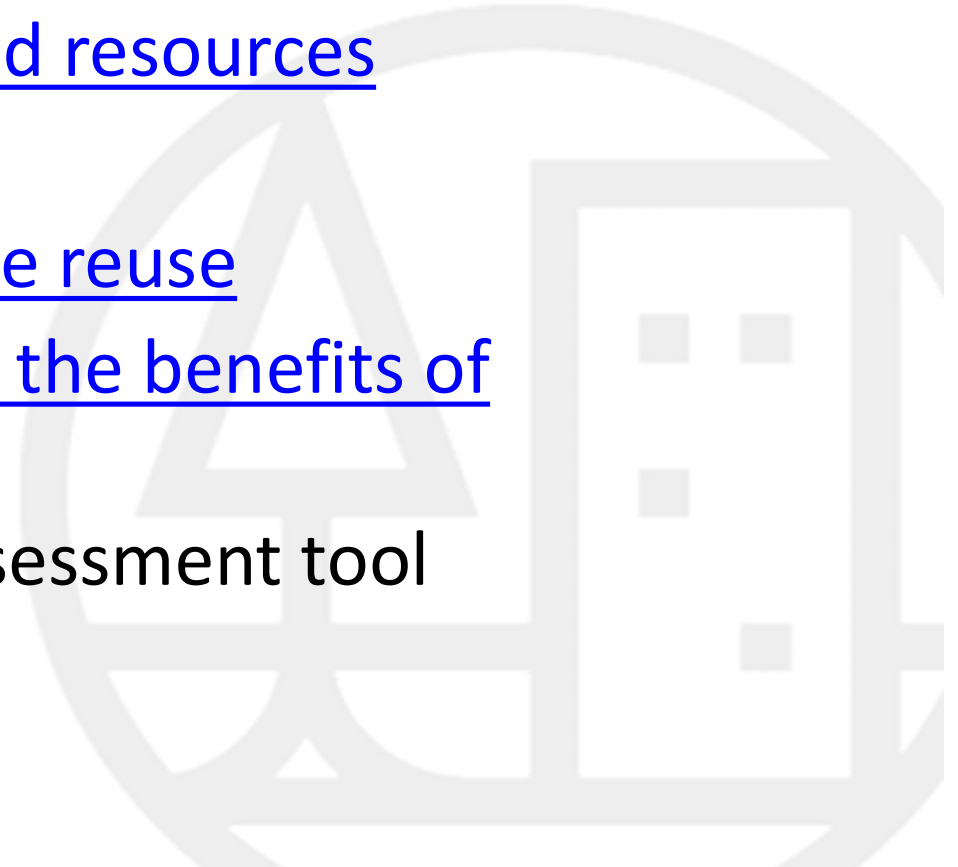 d resources
e reuse
the benefits of
sessment tool